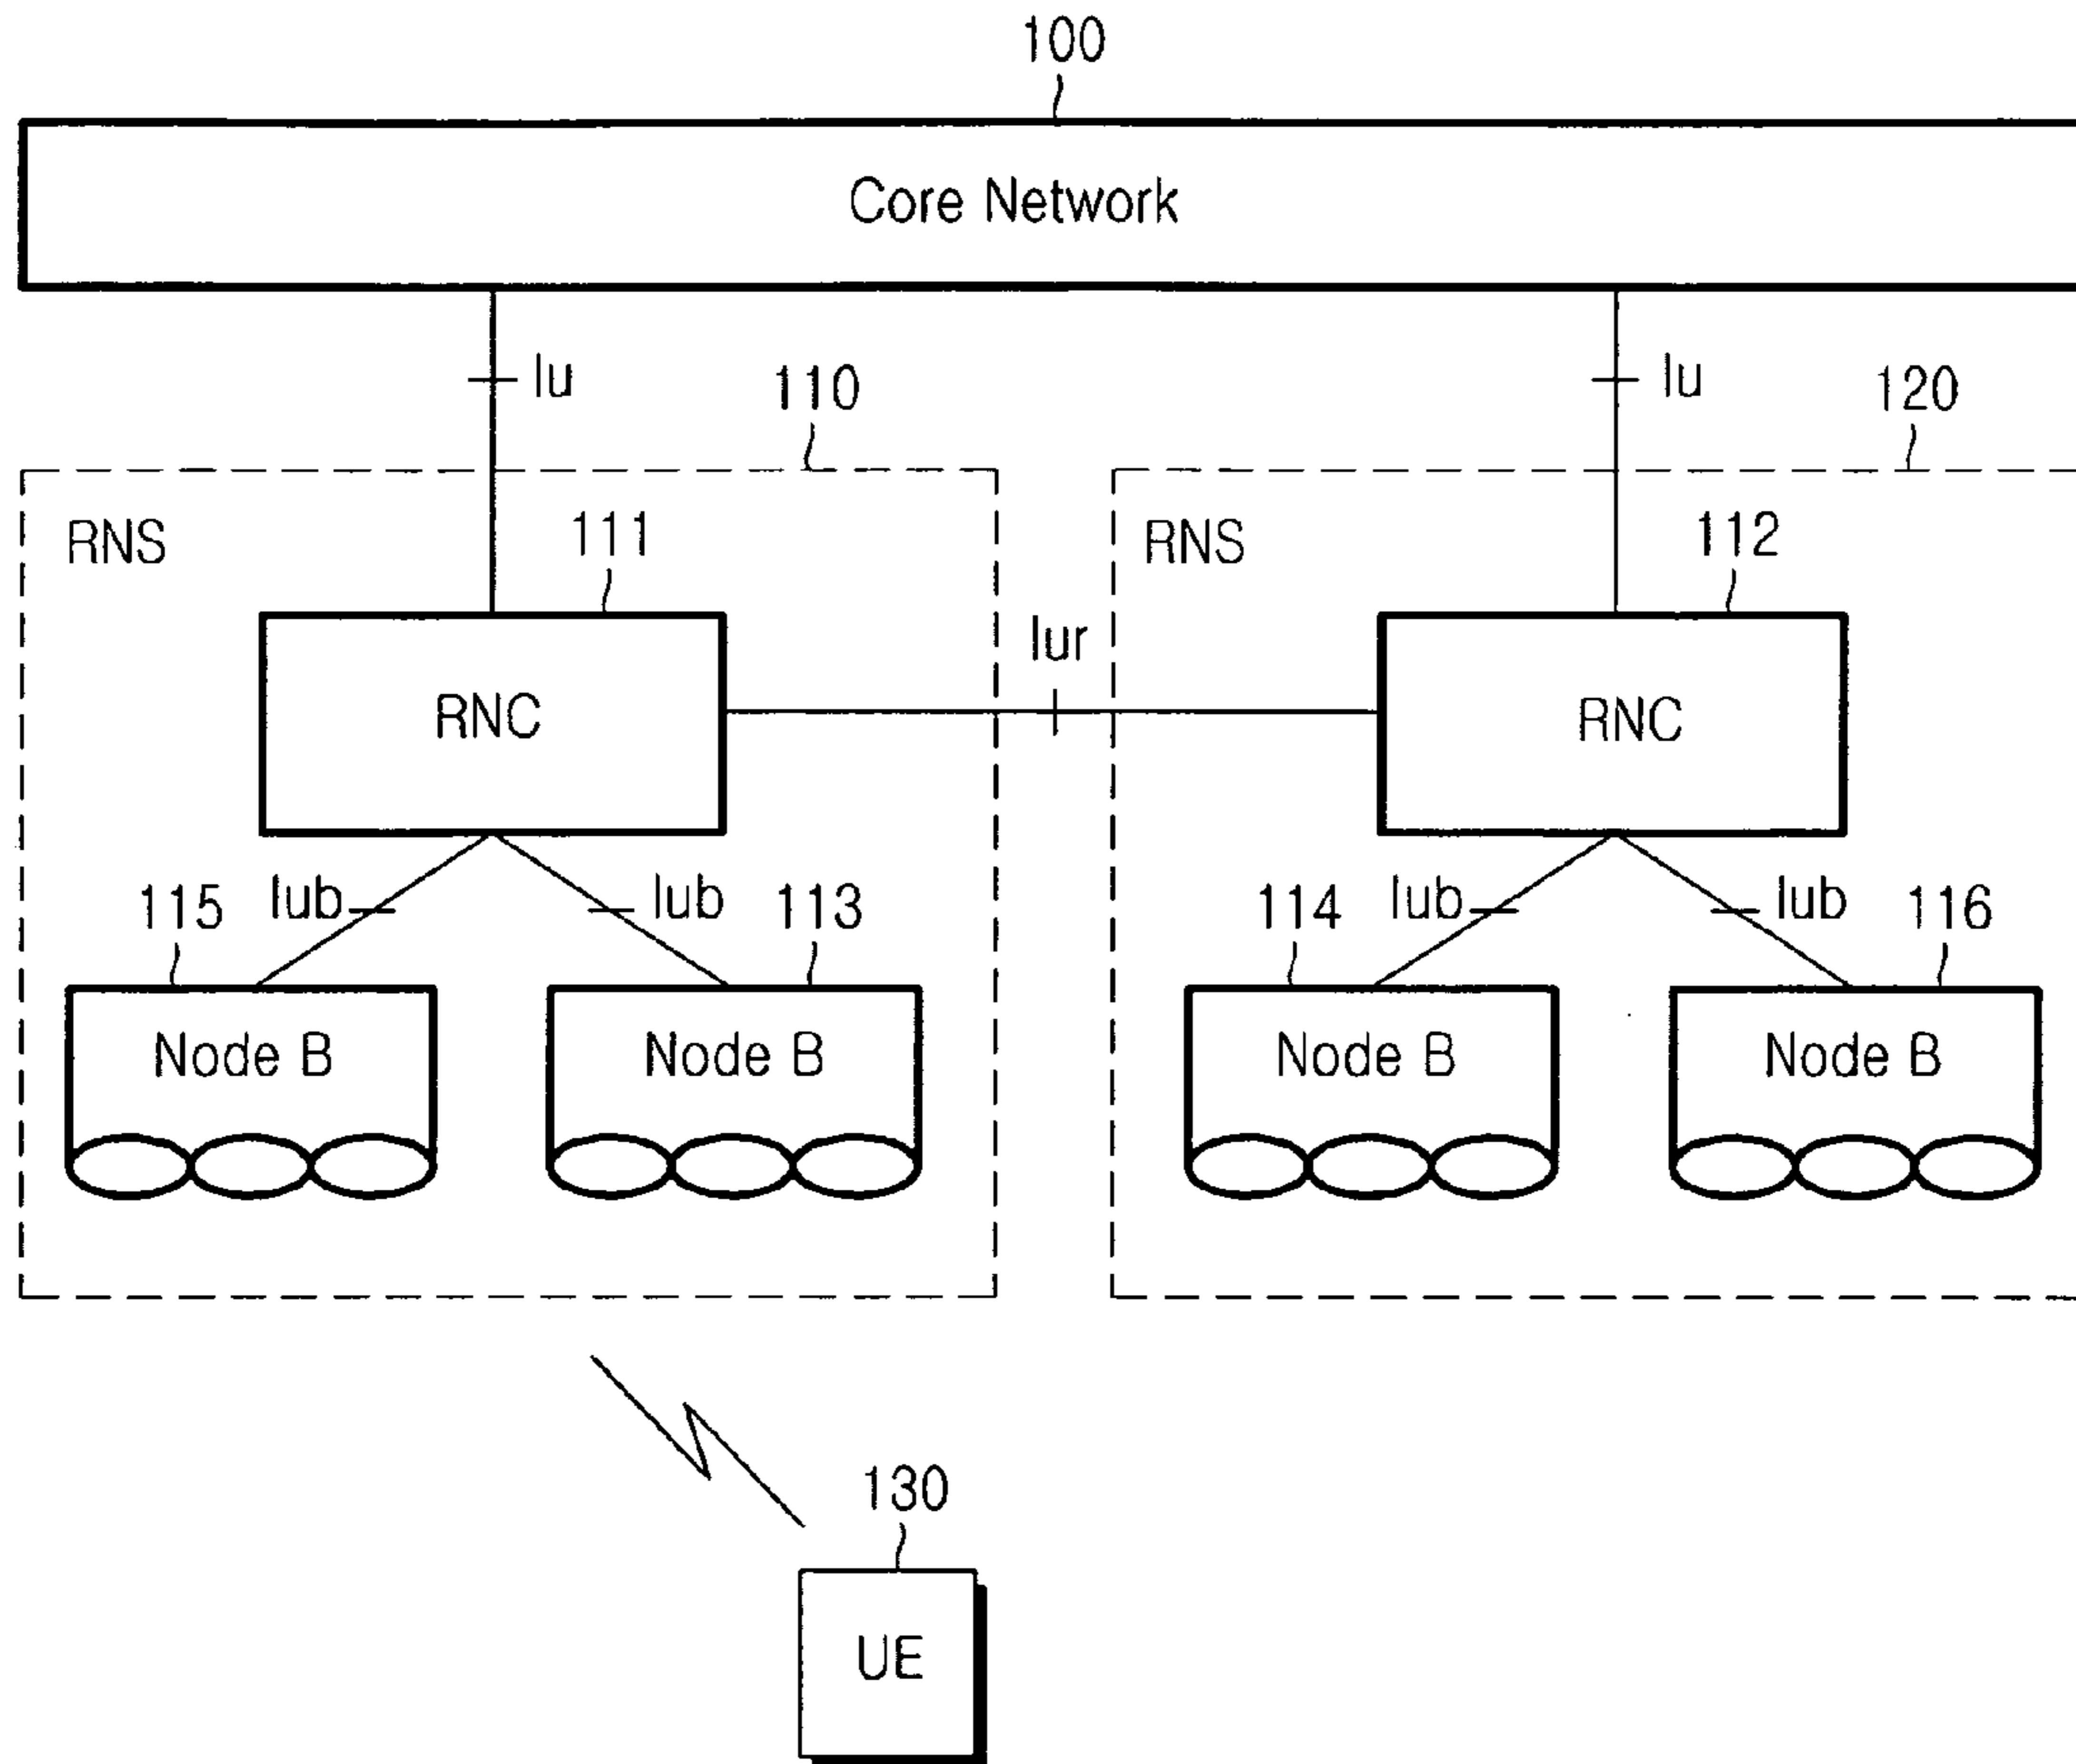 100
Core Network
Iu
Iu
110
120
RNS
111
RNS
112
Iur
RNC
RNC
115
Iub
Iub
113
114
Iub
Iub
116
Node B
Node B
Node B
Node B
130
UE